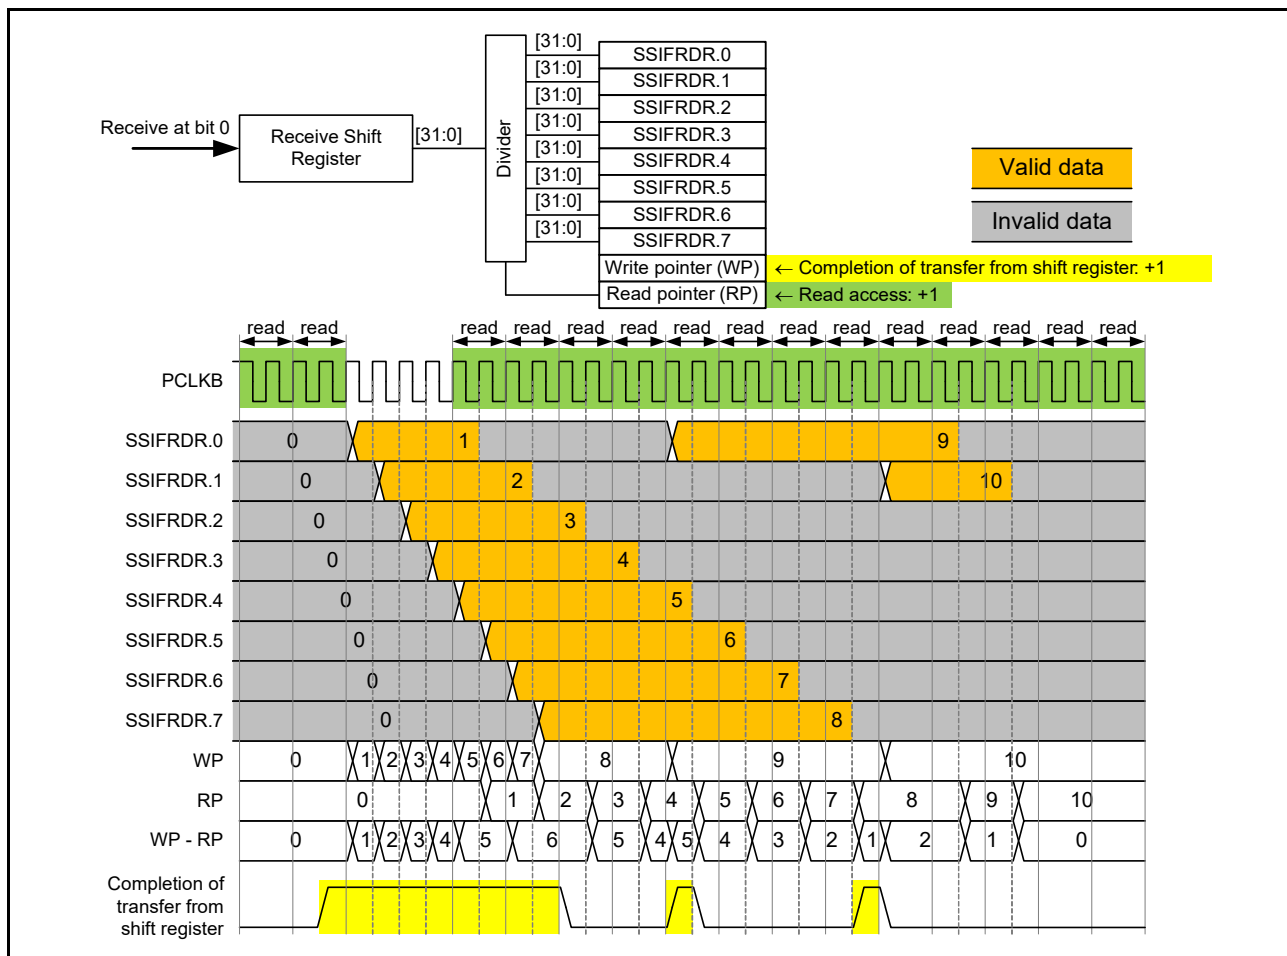 [31:0]
SSIFRDR.0
[31:0]
SSIFRDR.1
[31:0]
SSIFRDR.2
[31:0]
Receive at bit 0
Receive Shift
Register
[31:0]
Divider
SSIFRDR.3
[31:0]
SSIFRDR.4
[31:0]
SSIFRDR.5
[31:0]
SSIFRDR.6
[31:0]
SSIFRDR.7
Valid data
Invalid data
Write pointer (WP) ← Completion of transfer from shift register: +1
Read pointer (RP) ← Read access: +1
read read read read read read read read read read read read read read read
PCLKB
SSIFRDR.0 0 1 9
SSIFRDR.1 0 2 10
SSIFRDR.2 0 3
SSIFRDR.3 0 4
SSIFRDR.4 0 5
SSIFRDR.5 0 6
SSIFRDR.6 0 7
SSIFRDR.7 0 8
WP 0 1 2 3 4 5 6 7 8 9 10
RP 0 1 2 3 4 5 6 7 8 9 10
WP - RP 0 1 2 3 4 5 6 5 4 5 4 3 2 1 2 1 0
Completion of
transfer from
shift register